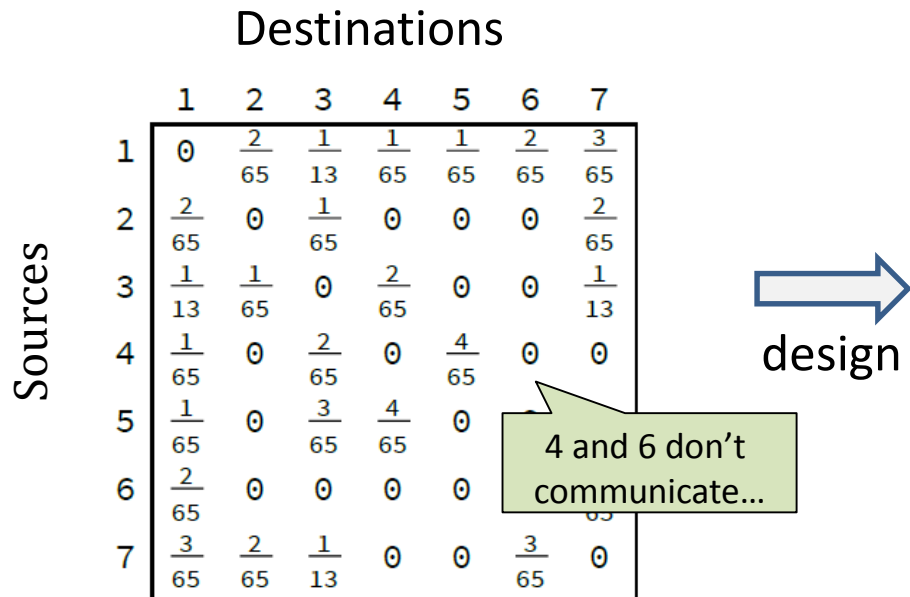 Destinations
1 2 3 4 5 6 7
1 0 2/65 1/13 1/65 1/65 2/65 3/65
2 2/65 0 1/65 0 0 0 2/65
3 1/13 1/65 0 2/65 0 0 1/13
4 1/65 0 2/65 0 4/65 0 0
5 1/65 0 3/65 4/65 0
6 2/65 0 0 0 0
7 3/65 2/65 1/13 0 0 3/65 0
Sources
4 and 6 don’t
communicate...
design